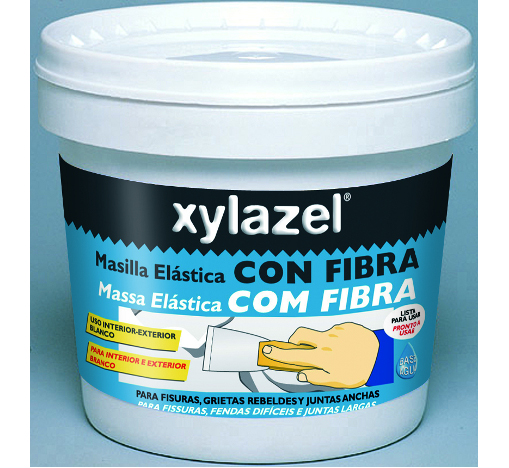 xylazel®
Masilla Elástica CON FIBRA
Massa Elástica COM FIBRA
LISTA
PARA USAR
PRONTO A
USAR
USO INTERIOR-EXTERIOR
BLANCO
PARA INTERIOR E EXTERIOR
BRANCO
BASE
AGUA
PARA FISURAS, GRIETAS REBELDES Y JUNTAS ANCHAS
PARA FISSURAS, FENDAS DIFÍCEIS E JUNTAS LARGAS